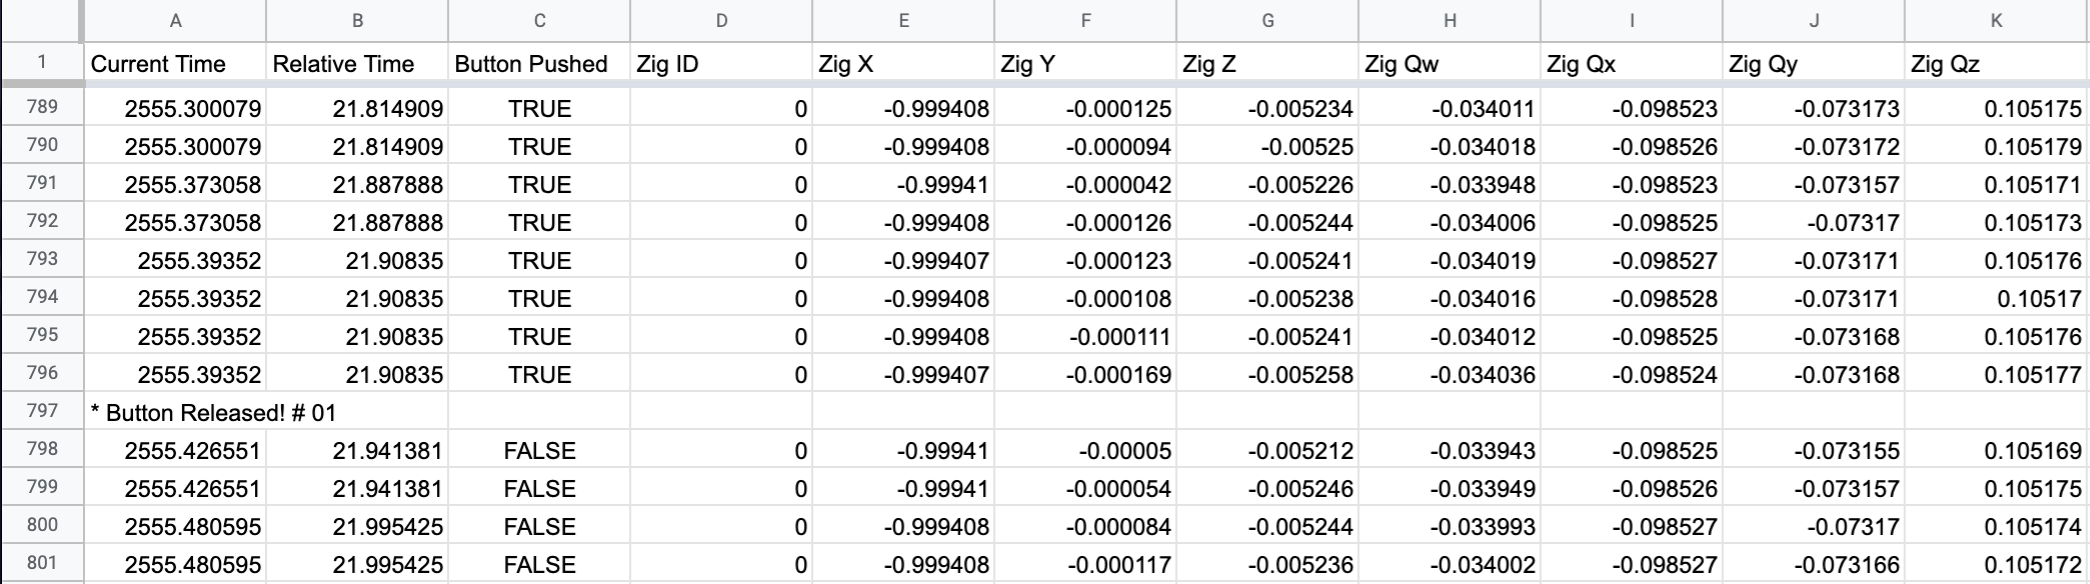 A B C D E F G H I J K
1 Current Time Relative Time Button Pushed Zig ID Zig X Zig Y Zig Z Zig Qw Zig Qx Zig Qy Zig Qz
789 2555.300079 21.814909 TRUE 0 -0.999408 -0.000125 -0.005234 -0.034011 -0.098523 -0.073173 0.105175
790 2555.300079 21.814909 TRUE 0 -0.999408 -0.000094 -0.00525 -0.034018 -0.098526 -0.073172 0.105179
791 2555.373058 21.887888 TRUE 0 -0.99941 -0.000042 -0.005226 -0.033948 -0.098523 -0.073157 0.105171
792 2555.373058 21.887888 TRUE 0 -0.999408 -0.000126 -0.005244 -0.034006 -0.098525 -0.07317 0.105173
793 2555.39352 21.90835 TRUE 0 -0.999407 -0.000123 -0.005241 -0.034019 -0.098527 -0.073171 0.105176
794 2555.39352 21.90835 TRUE 0 -0.999408 -0.000108 -0.005238 -0.034016 -0.098528 -0.073171 0.10517
795 2555.39352 21.90835 TRUE 0 -0.999408 -0.000111 -0.005241 -0.034012 -0.098525 -0.073168 0.105176
796 2555.39352 21.90835 TRUE 0 -0.999407 -0.000169 -0.005258 -0.034036 -0.098524 -0.073168 0.105177
797 * Button Released! # 01
798 2555.426551 21.941381 FALSE 0 -0.99941 -0.00005 -0.005212 -0.033943 -0.098525 -0.073155 0.105169
799 2555.426551 21.941381 FALSE 0 -0.99941 -0.000054 -0.005246 -0.033949 -0.098526 -0.073157 0.105175
800 2555.480595 21.995425 FALSE 0 -0.999408 -0.000084 -0.005244 -0.033993 -0.098527 -0.07317 0.105174
801 2555.480595 21.995425 FALSE 0 -0.999408 -0.000117 -0.005236 -0.034002 -0.098527 -0.073166 0.105172